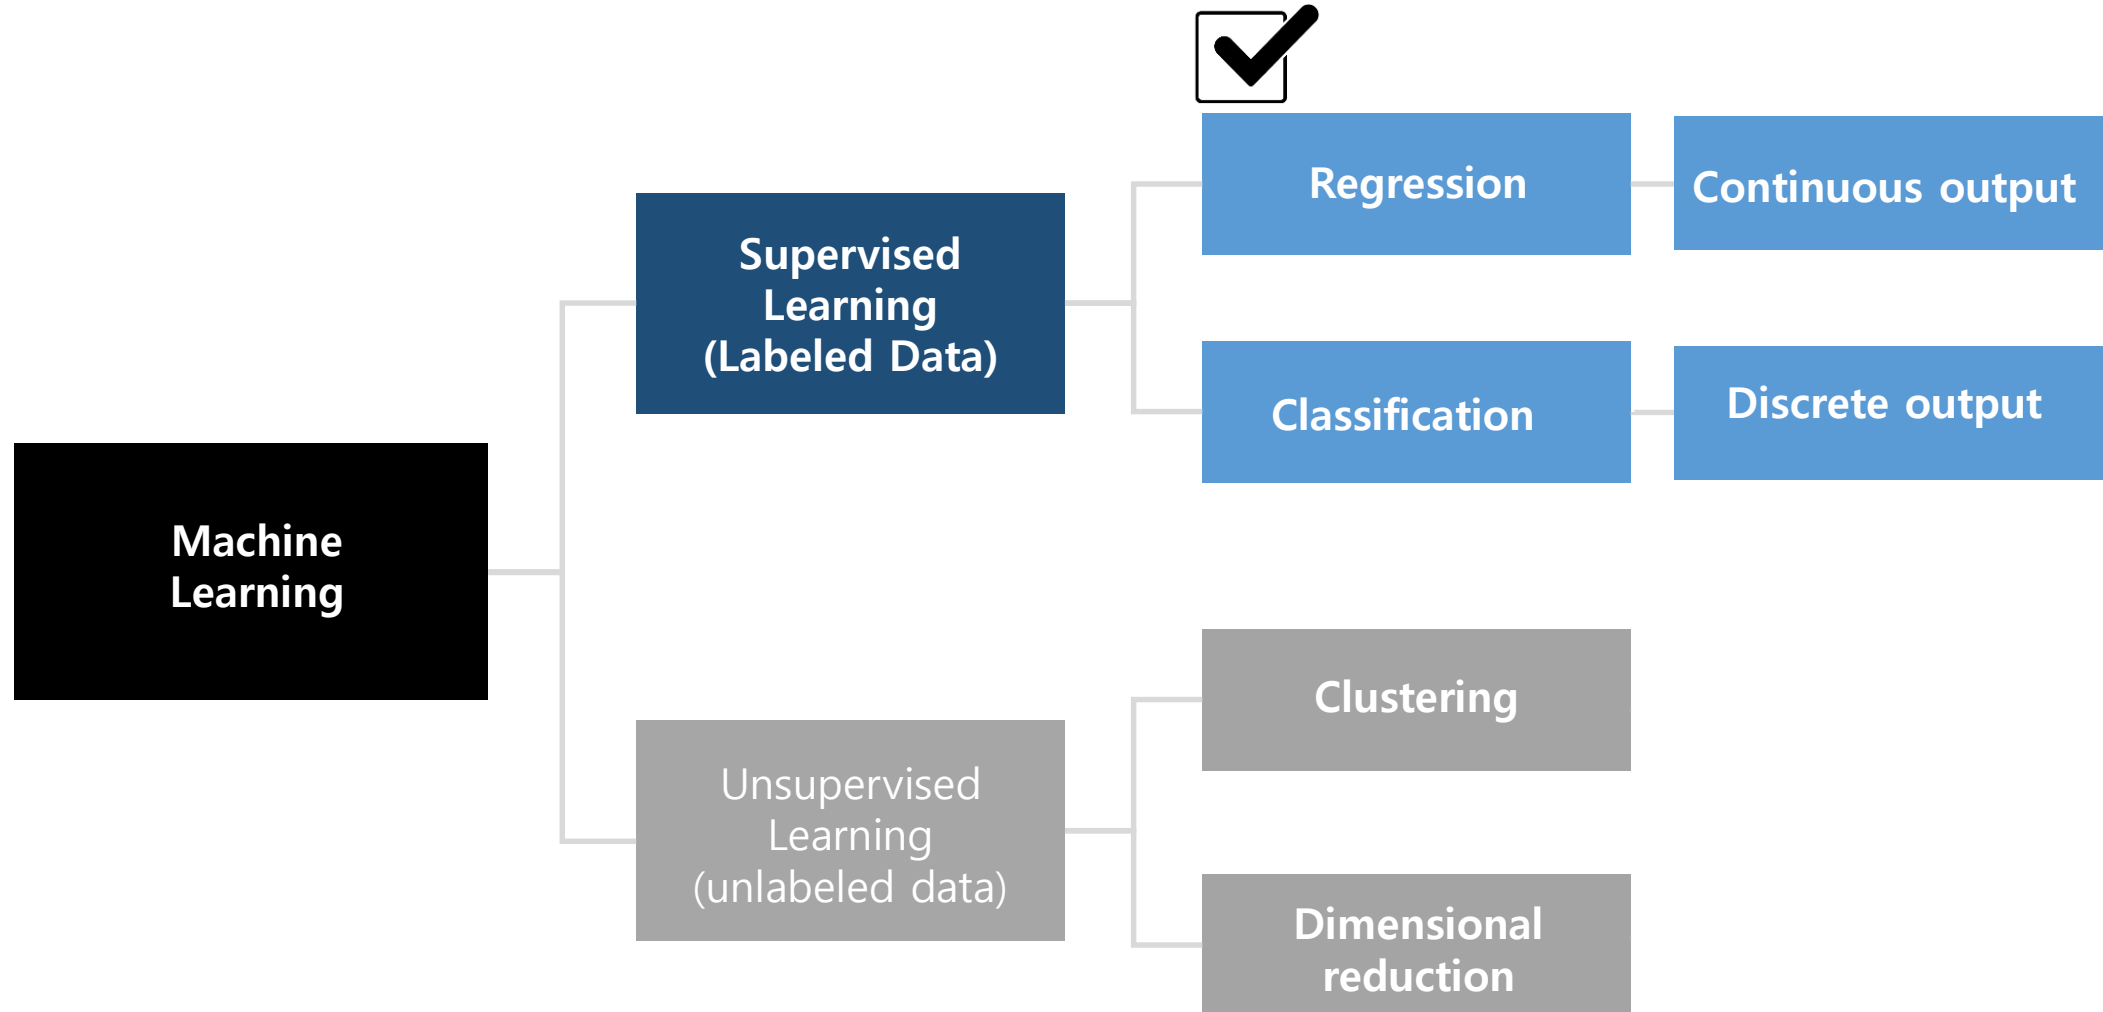 Machine
Learning
Supervised
Learning
(Labeled Data)
Regression
Continuous output
Classification
Discrete output
Unsupervised
Learning
(unlabeled data)
Clustering
Dimensional
reduction